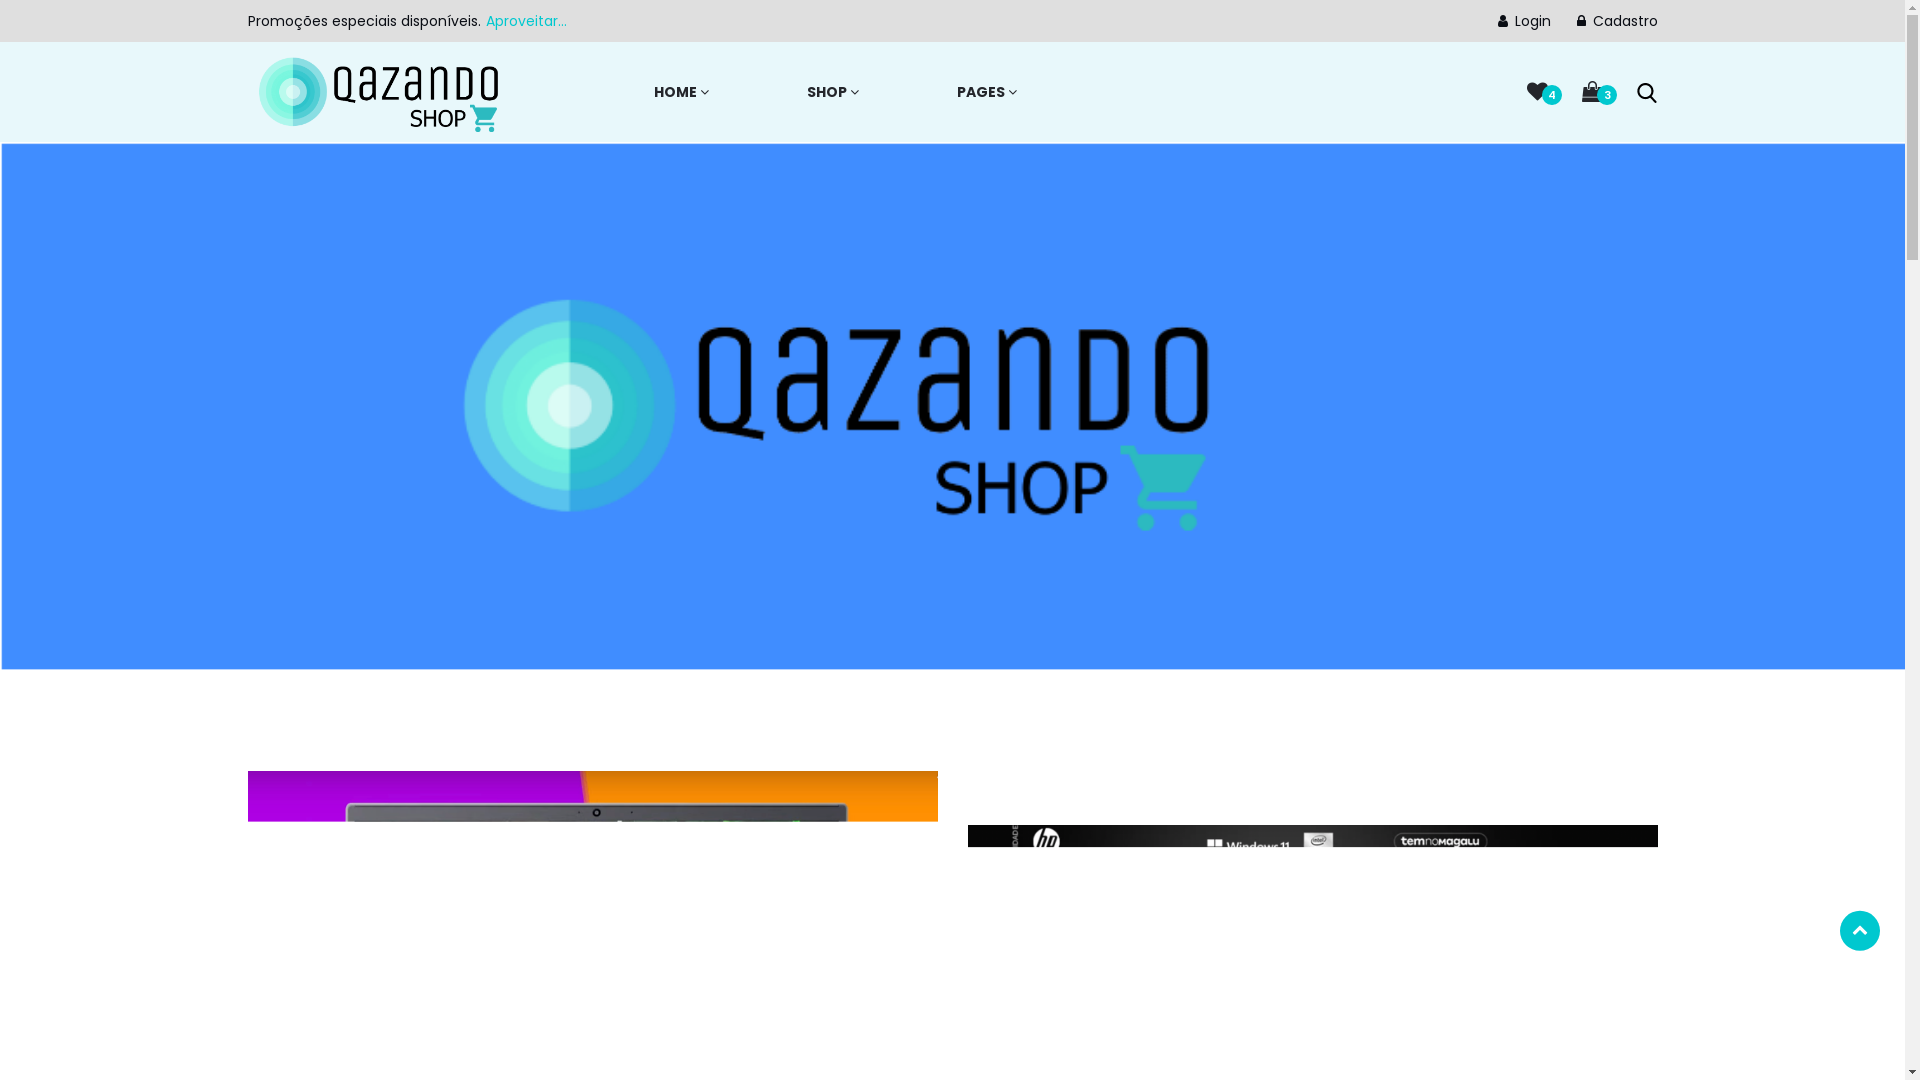 Promoções especiais disponíveis. Aproveitar...
Login
Cadastro
QAZANDO
SHOP
HOME
SHOP
PAGES
4
3
QAZANDO
SHOP
hp
Windows 11
intel
temnomagalu